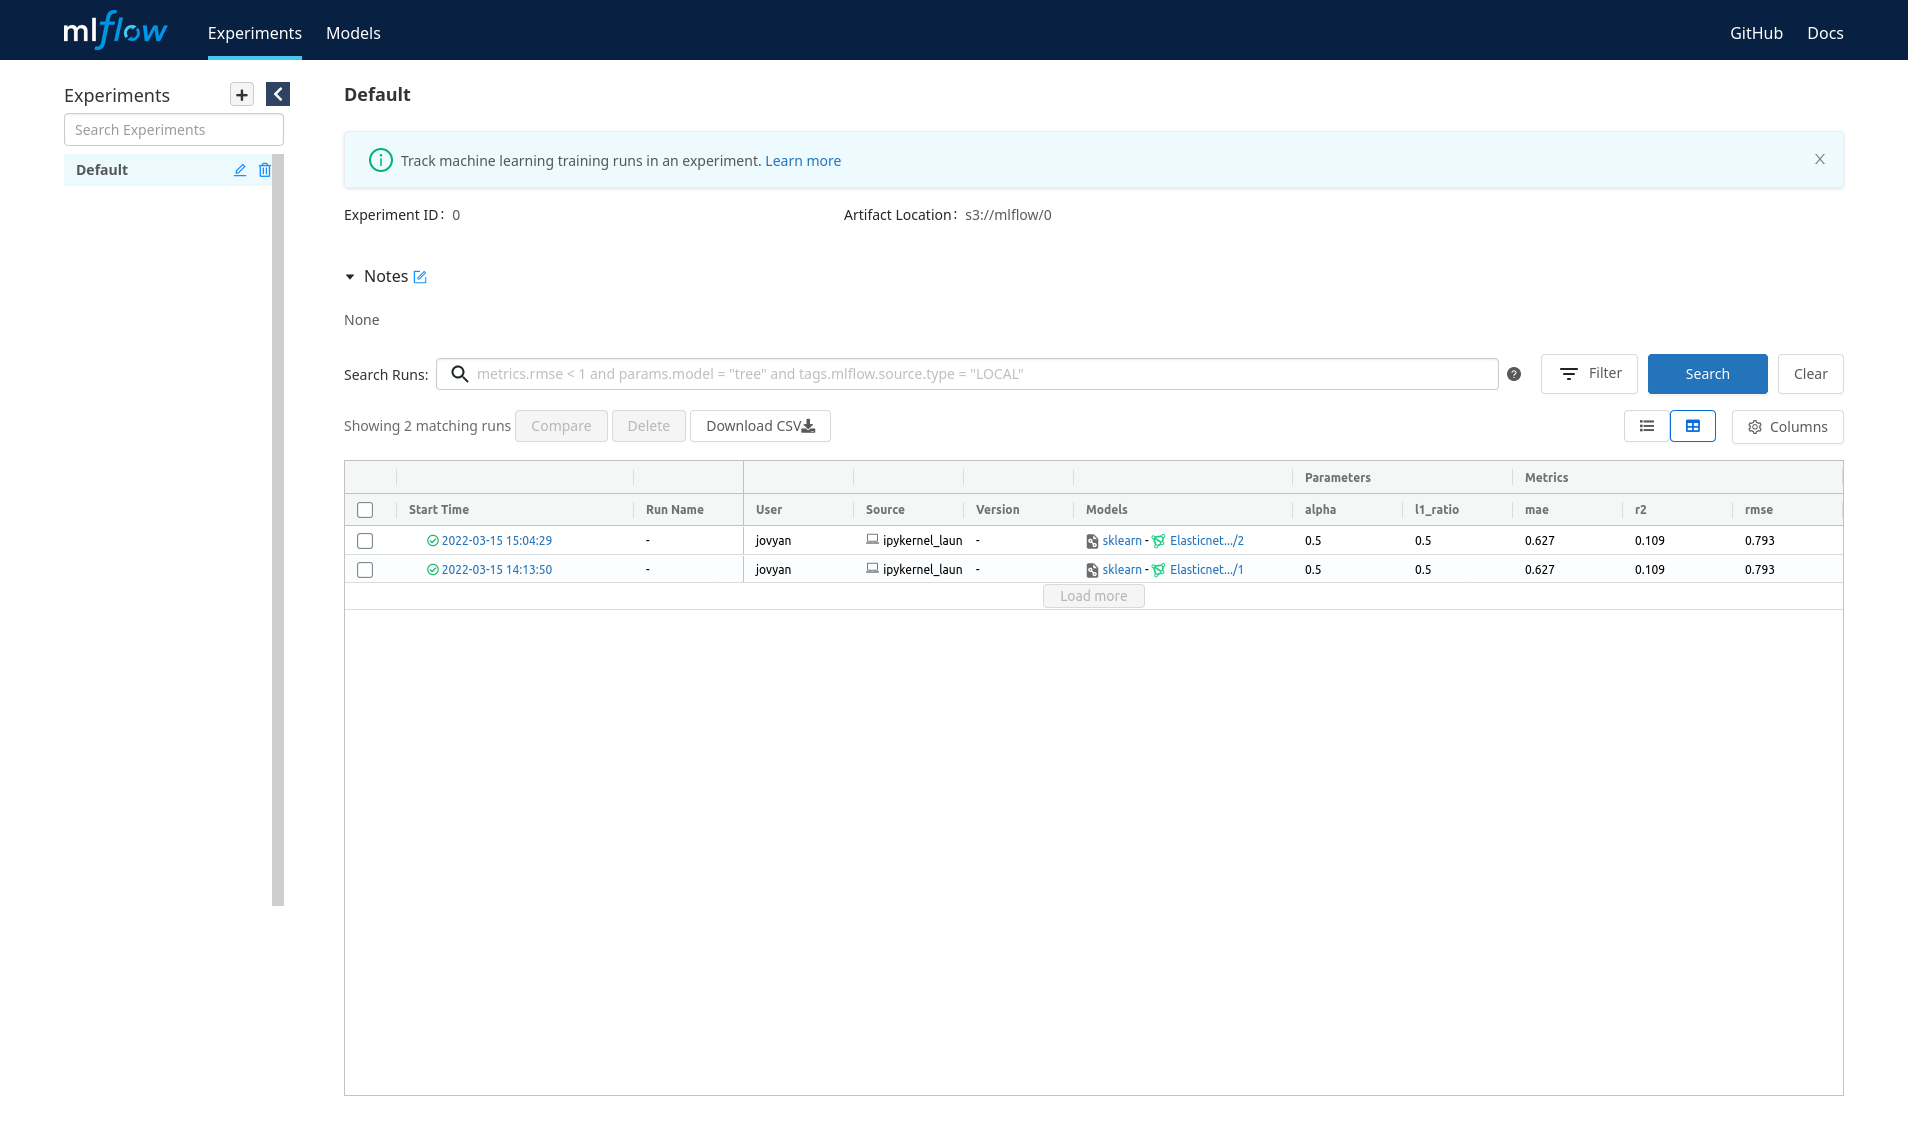 mlflow Experiments Models GitHub Docs
Experiments
Search Experiments
Default
Default
Track machine learning training runs in an experiment. Learn more
Experiment ID: 0 Artifact Location: s3://mlflow/0
Notes
None
Search Runs: metrics.rmse < 1 and params.model = "tree" and tags.mlflow.source.type = "LOCAL" ? Filter Search Clear
Showing 2 matching runs Compare Delete Download CSV Columns
Parameters Metrics
Start Time Run Name User Source Version Models alpha l1_ratio mae r2 rmse
2022-03-15 15:04:29 - jovyan ipykernel_laun - sklearn - Elasticnet.../2 0.5 0.5 0.627 0.109 0.793
2022-03-15 14:13:50 - jovyan ipykernel_laun - sklearn - Elasticnet.../1 0.5 0.5 0.627 0.109 0.793
Load more